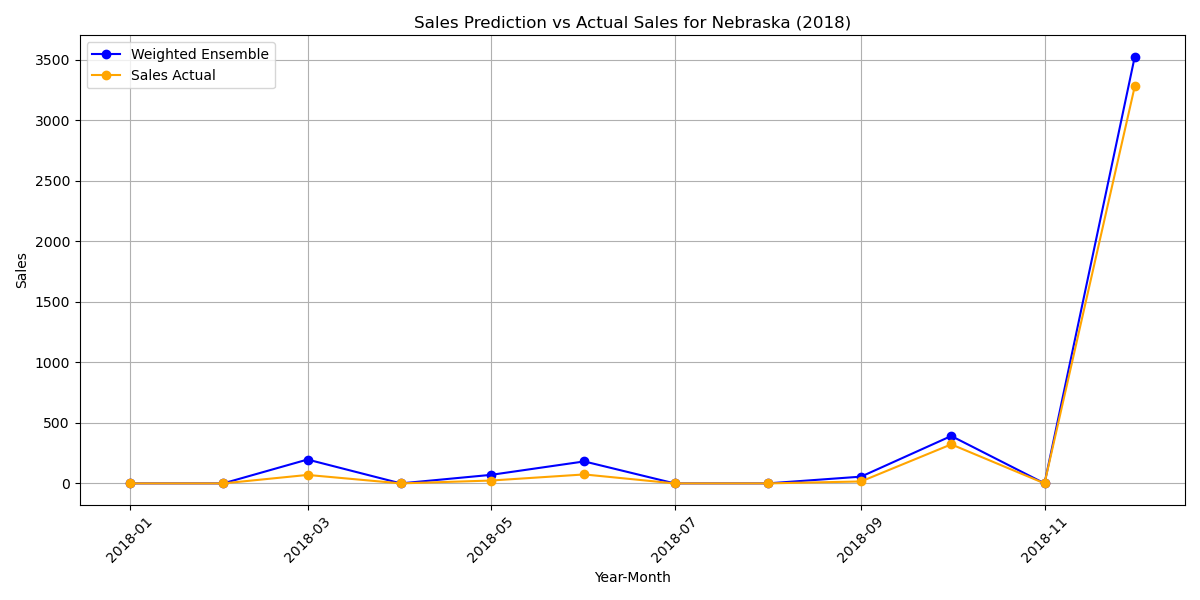 Sales Prediction vs Actual Sales for Nebraska (2018)
Weighted Ensemble
Sales Actual
3500
3000
2500
2000
1500
1000
500
0
Sales
2018-01
2018-03
2018-05
2018-07
2018-09
2018-11
Year-Month